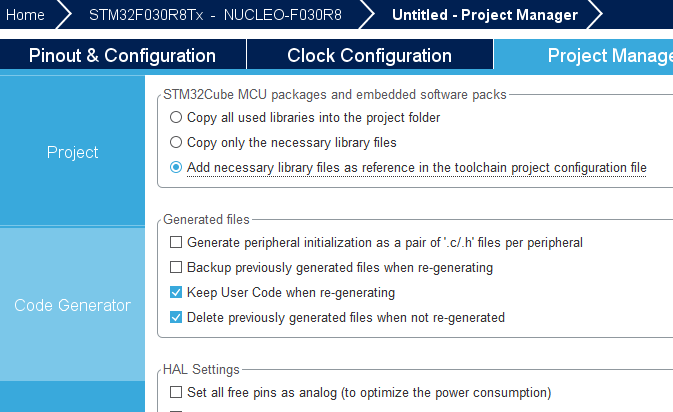 Home STM32F030R8Tx - NUCLEO-F030R8 Untitled - Project Manager
Pinout & Configuration Clock Configuration Project Manage
STM32Cube MCU packages and embedded software packs
Copy all used libraries into the project folder
Copy only the necessary library files
Project
Add necessary library files as reference in the toolchain project configuration file
Generated files
Generate peripheral initialization as a pair of '.c/.h' files per peripheral
Backup previously generated files when re-generating
Keep User Code when re-generating
Code Generator
Delete previously generated files when not re-generated
HAL Settings
Set all free pins as analog (to optimize the power consumption)